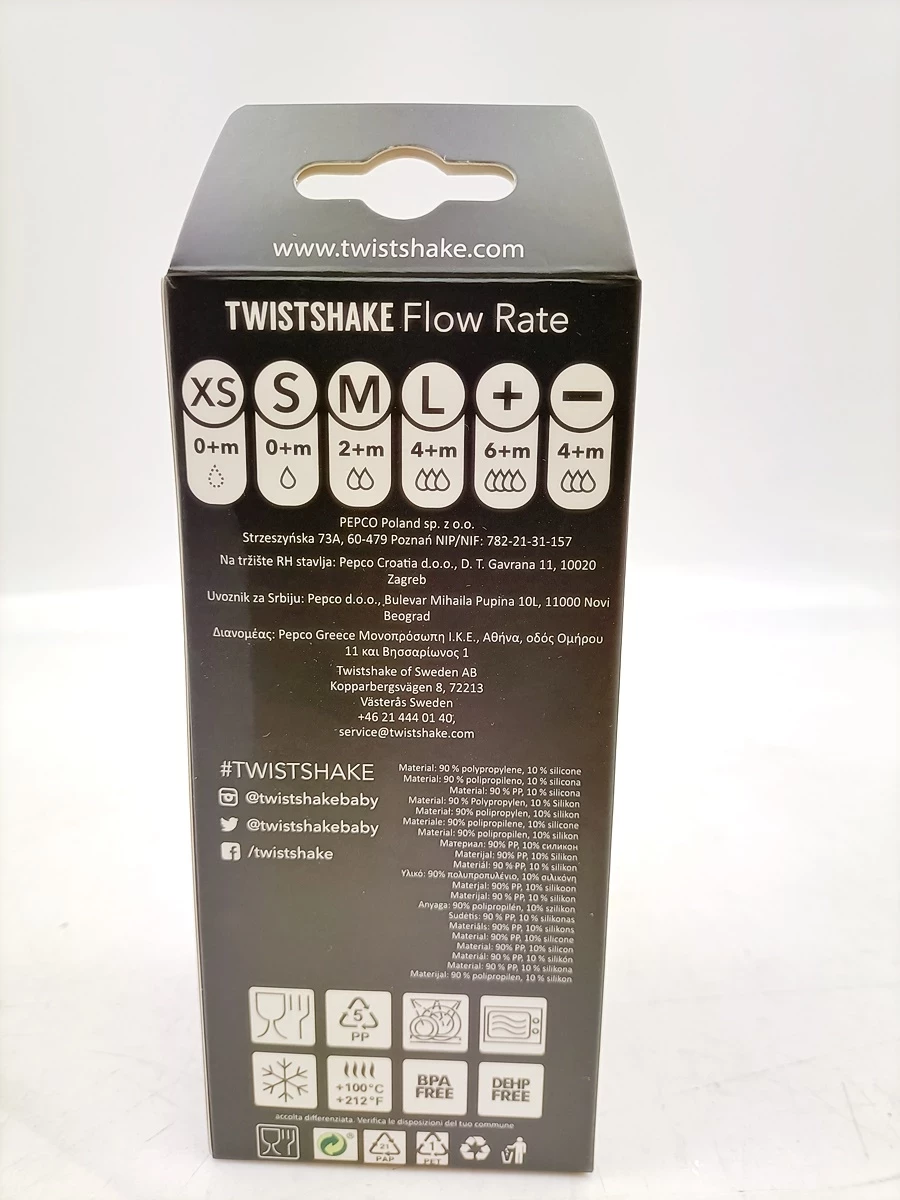 www.twistshake.com
TWISTSHAKE Flow Rate
XS S M L + −
0+m 0+m 2+m 4+m 6+m 4+m
PEPCO Poland sp. z o.o.
Strzeszyńska 73A, 60-479 Poznań NIP/NIF: 782-21-31-157
Na tržište RH stavlja: Pepco Croatia d.o.o., D. T. Gavrana 11, 10020
Zagreb
Uvoznik za Srbiju: Pepco d.o.o., Bulevar Mihaila Pupina 10L, 11000 Novi
Beograd
Διανομέας: Pepco Greece Μονοπρόσωπη Ι.Κ.Ε., Αθήνα, οδός Ομήρου
11 και Βησσαρίωνος 1
Twistshake of Sweden AB
Kopparbergsvägen 8, 72213
Västerås Sweden
+46 21 444 01 40,
service@twistshake.com
#TWISTSHAKE
@twistshakebaby
@twistshakebaby
/twistshake
Material: 90 % polypropylene, 10 % silicone
Material: 90 % polipropileno, 10 % silicona
Material: 90 % PP, 10 % silicona
Material: 90 % Polypropylen, 10 % Silikon
Material: 90% polipropylen, 10% silikon
Materiale: 90% polipropilene, 10% silicone
Material: 90% polipropilen, 10% silikon
Материал: 90% PP, 10% силикон
Materijal: 90% PP, 10% Silikon
Materiál: 90 % PP, 10% silikon
Υλικό: 90% πολυπροπυλένιο, 10% σιλικόνη
Materjal: 90% PP, 10% silikoon
Materijal: 90% PP, 10% silikon
Anyaga: 90% polipropilén, 10% szilikon
Sudėtis: 90 % PP, 10 % silikonas
Materiāls: 90% PP, 10% silikons
Material: 90% PP, 10% silicone
Material: 90% PP, 10% silicon
Materiál: 90% PP, 10% silikón
Material: 90 % PP, 10 % silikona
Materijal: 90 % polipropilen, 10 % silikon
5
PP
+100°C
+212°F
BPA
FREE
DEHP
FREE
accolta differenziata. Verifica le disposizioni del tuo commune
21
PAP
1
PET